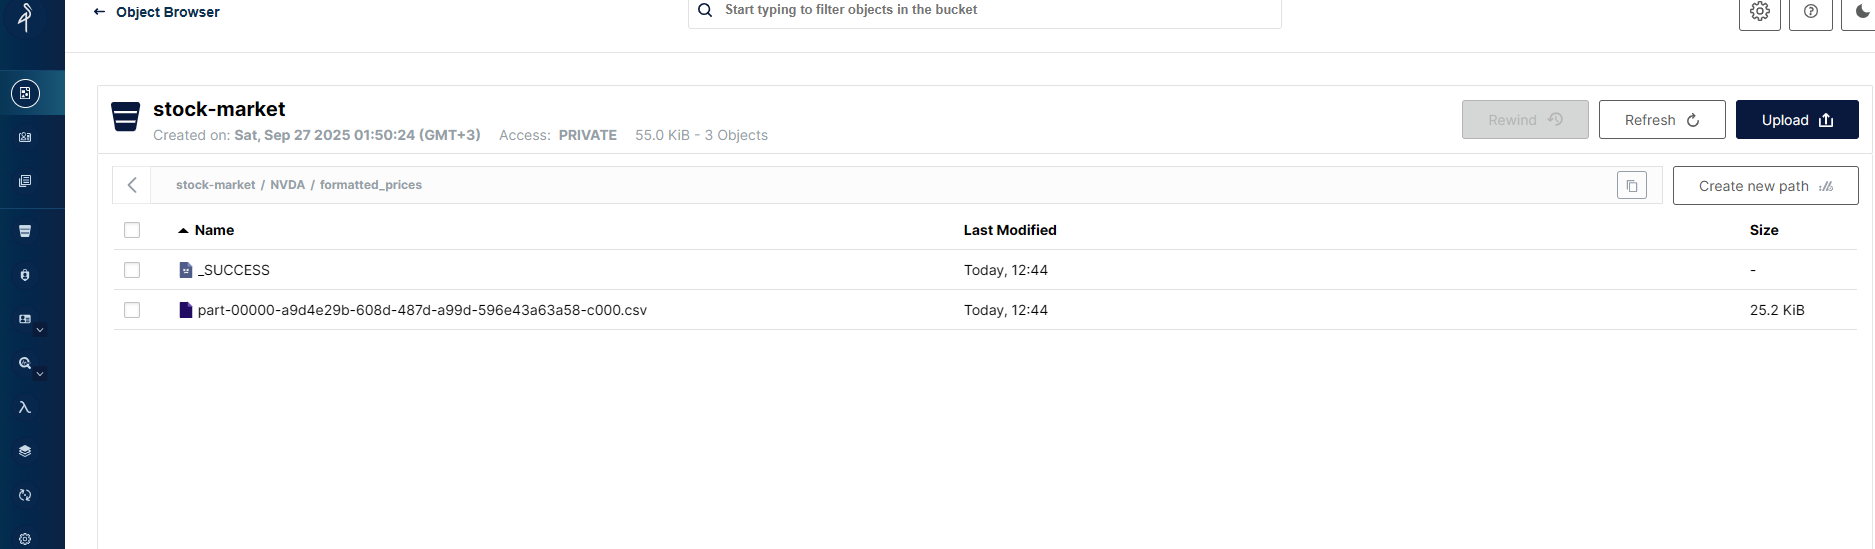 Object Browser
Start typing to filter objects in the bucket
stock-market
Created on: Sat, Sep 27 2025 01:50:24 (GMT+3) Access: PRIVATE 55.0 KiB - 3 Objects
Rewind
Refresh
Upload
stock-market / NVDA / formatted_prices
Create new path
Name Last Modified Size
_SUCCESS Today, 12:44 -
part-00000-a9d4e29b-608d-487d-a99d-596e43a63a58-c000.csv Today, 12:44 25.2 KiB